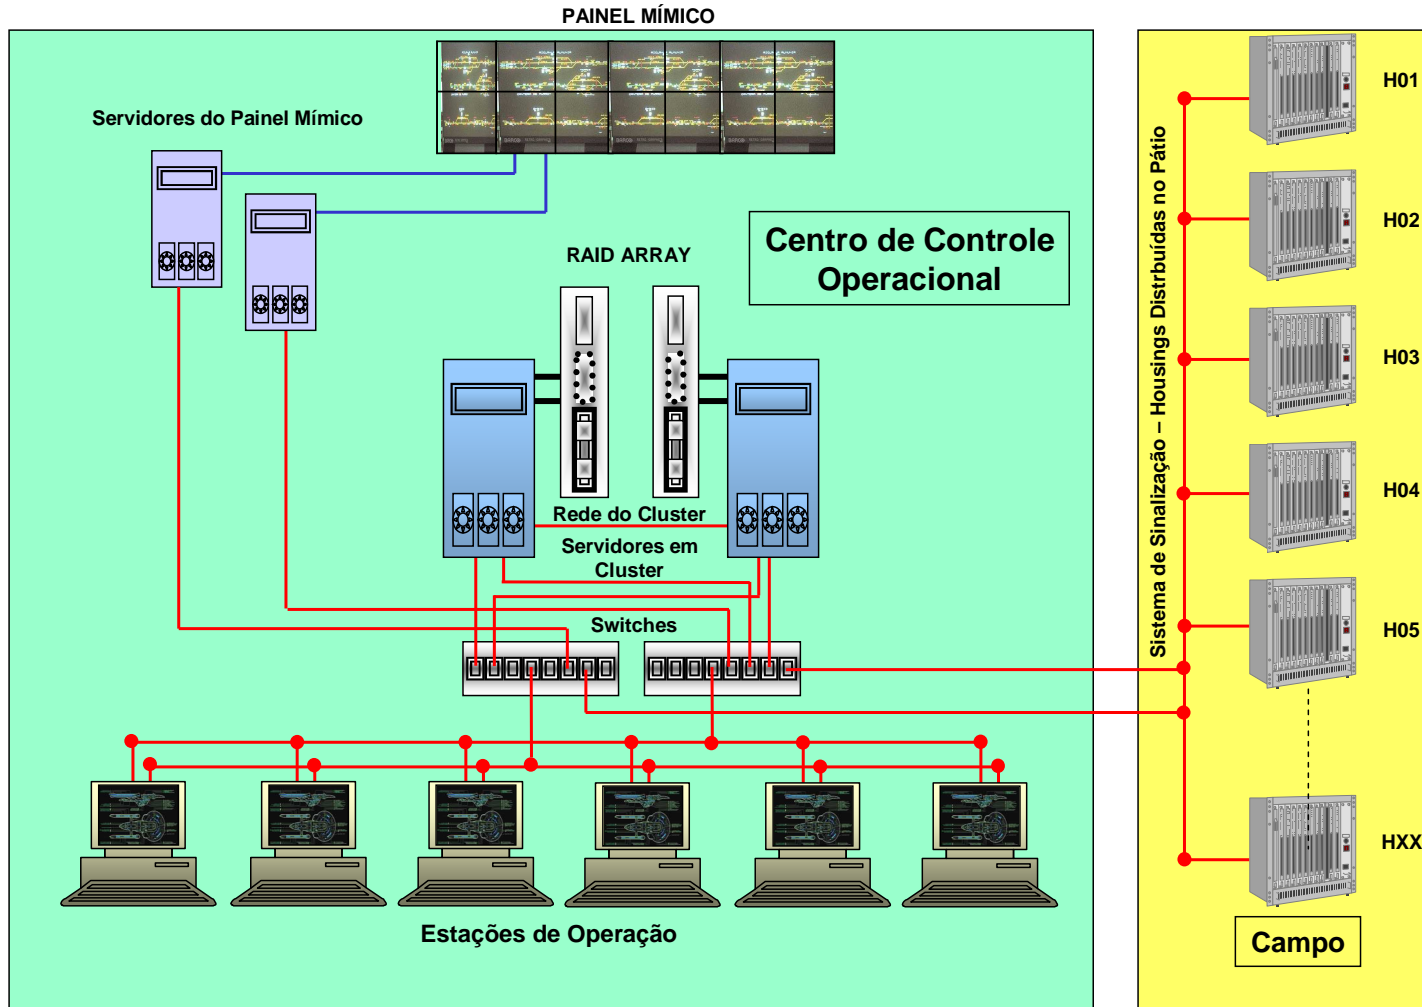 PAINEL MÍMICO
Servidores do Painel Mímico
Centro de Controle
Operacional
RAID ARRAY
Rede do Cluster
Servidores em
Cluster
Switches
Estações de Operação
Sistema de Sinalização – Housings Distrbuídas no Pátio
H01
H02
H03
H04
H05
HXX
Campo